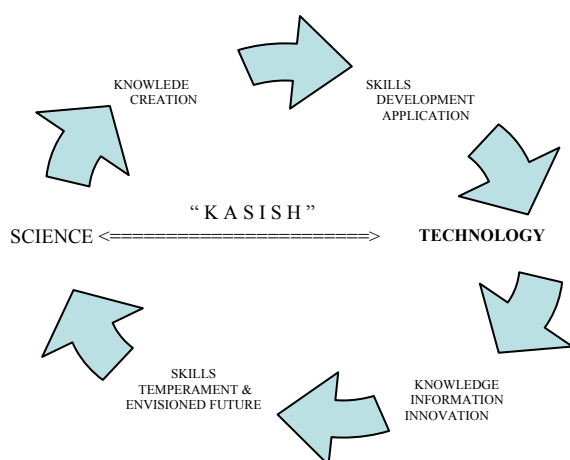 KNOWLEDE
CREATION
SKILLS
DEVELOPMENT
APPLICATION
“ K A S I S H ”
SCIENCE <=======================> TECHNOLOGY
SKILLS
TEMPERAMENT &
ENVISIONED FUTURE
KNOWLEDGE
INFORMATION
INNOVATION